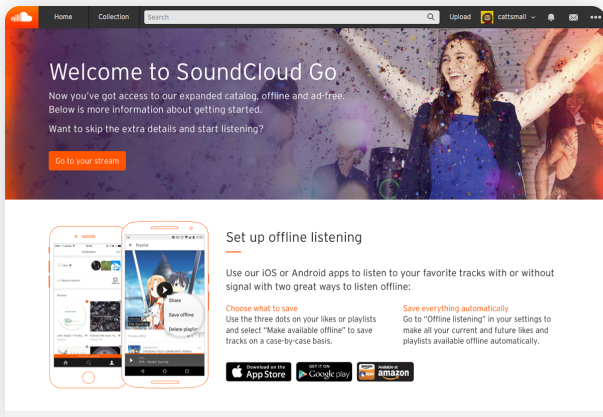 Home Collection Search Upload cattsmail
Welcome to SoundCloud Go
Now you've got access to our expanded catalog, offline and ad-free.
Below is more information about getting started.
Want to skip the extra details and start listening?
Go to your stream
Set up offline listening
Use our iOS or Android apps to listen to your favorite tracks with or without
signal with two great ways to listen offline:
Choose what to save
Use the three dots on your likes or playlists
and select "Make available offline" to save
tracks on a case-by-case basis.
Save everything automatically
Go to "Offline listening" in your settings to
make all your current and future likes and
playlists available offline automatically.
Collection
Playlist
Share
Save offline
Delete playlist
Download on the
App Store
GET IT ON
Google play
Available at
amazon